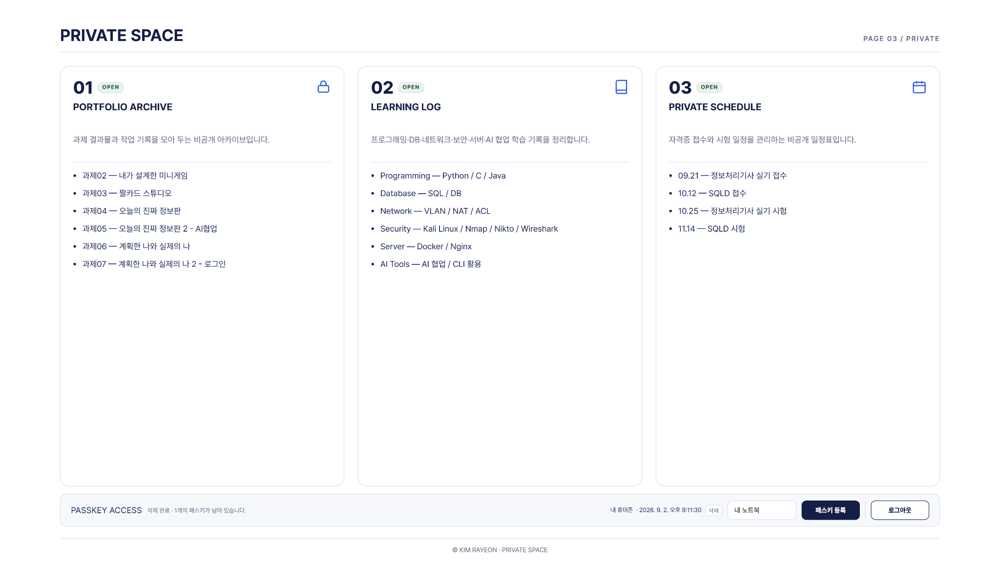 PRIVATE SPACE
PAGE 03 / PRIVATE
01 OPEN
PORTFOLIO ARCHIVE
과제 결과물과 작업 기록을 모아 두는 비공개 아카이브입니다.
• 과제02 — 내가 설계한 미니게임
• 과제03 — 짤카드 스튜디오
• 과제04 — 오늘의 진짜 정보판
• 과제05 — 오늘의 진짜 정보판 2 - AI협업
• 과제06 — 계획한 나와 실제의 나
• 과제07 — 계획한 나와 실제의 나 2 - 로그인
02 OPEN
LEARNING LOG
프로그래밍·DB·네트워크·보안·서버·AI 협업 학습 기록을 정리합니다.
• Programming — Python / C / Java
• Database — SQL / DB
• Network — VLAN / NAT / ACL
• Security — Kali Linux / Nmap / Nikto / Wireshark
• Server — Docker / Nginx
• AI Tools — AI 협업 / CLI 활용
03 OPEN
PRIVATE SCHEDULE
자격증 접수와 시험 일정을 관리하는 비공개 일정표입니다.
• 09.21 — 정보처리기사 실기 접수
• 10.12 — SQLD 접수
• 10.25 — 정보처리기사 실기 시험
• 11.14 — SQLD 시험
PASSKEY ACCESS 삭제 완료 · 1개의 패스키가 남아 있습니다.
내 휴대폰 · 2026. 9. 2. 오후 9:11:30 삭제 내 노트북 패스키 등록 로그아웃
© KIM RAYEON · PRIVATE SPACE